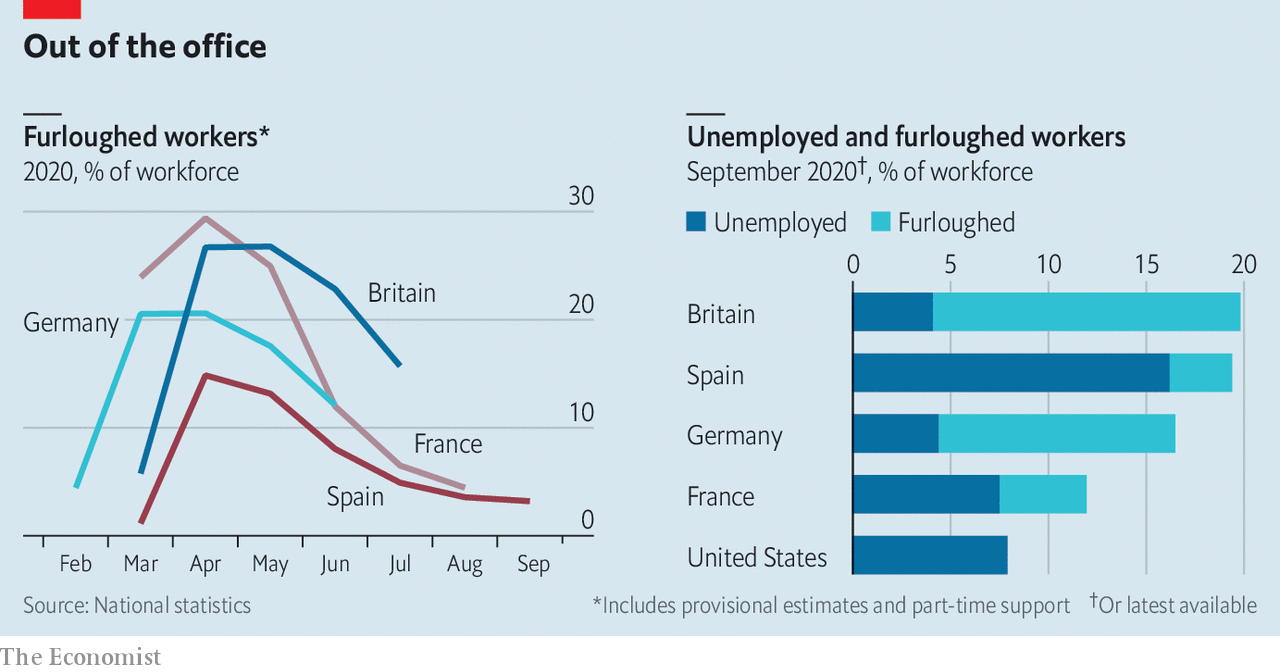 Out of the office
Furloughed workers*
2020, % of workforce
30
20
10
0
Britain
Germany
France
Spain
Feb Mar Apr May Jun Jul Aug Sep
Unemployed and furloughed workers
September 2020†, % of workforce
Unemployed Furloughed
0 5 10 15 20
Britain
Spain
Germany
France
United States
Source: National statistics
*Includes provisional estimates and part-time support †Or latest available
The Economist